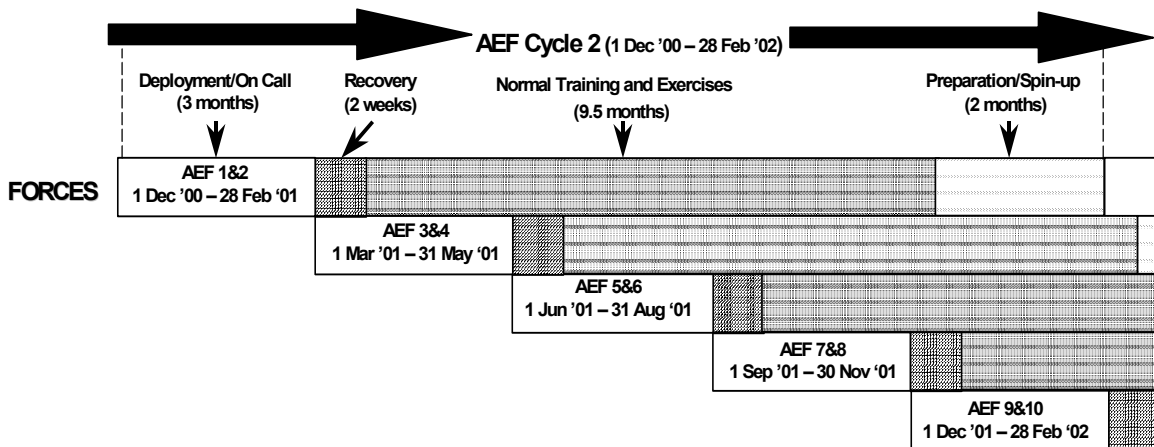 AEF Cycle 2 (1 Dec ’00 – 28 Feb ’02)
Deployment/On Call
(3 months)
Recovery
(2 weeks)
Normal Training and Exercises
(9.5 months)
Preparation/Spin-up
(2 months)
FORCES
AEF 1&2
1 Dec ’00 – 28 Feb ‘01
AEF 3&4
1 Mar ’01 – 31 May ‘01
AEF 5&6
1 Jun ’01 – 31 Aug ‘01
AEF 7&8
1 Sep ’01 – 30 Nov ‘01
AEF 9&10
1 Dec ’01 – 28 Feb ‘02